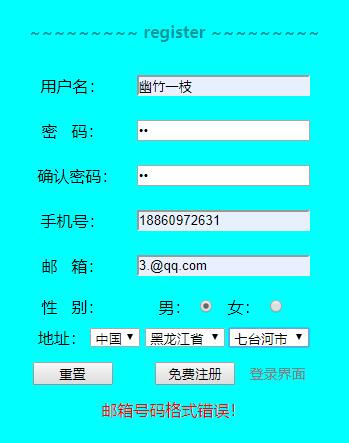 ~~~~~~~~~ register ~~~~~~~~~
用户名： 幽竹一枝
密 码： ••
确认密码： ••
手机号： 18860972631
邮 箱： 3.@qq.com
性 别： 男： 女：
地址： 中国 黑龙江省 七台河市
重置 免费注册 登录界面
邮箱号码格式错误！